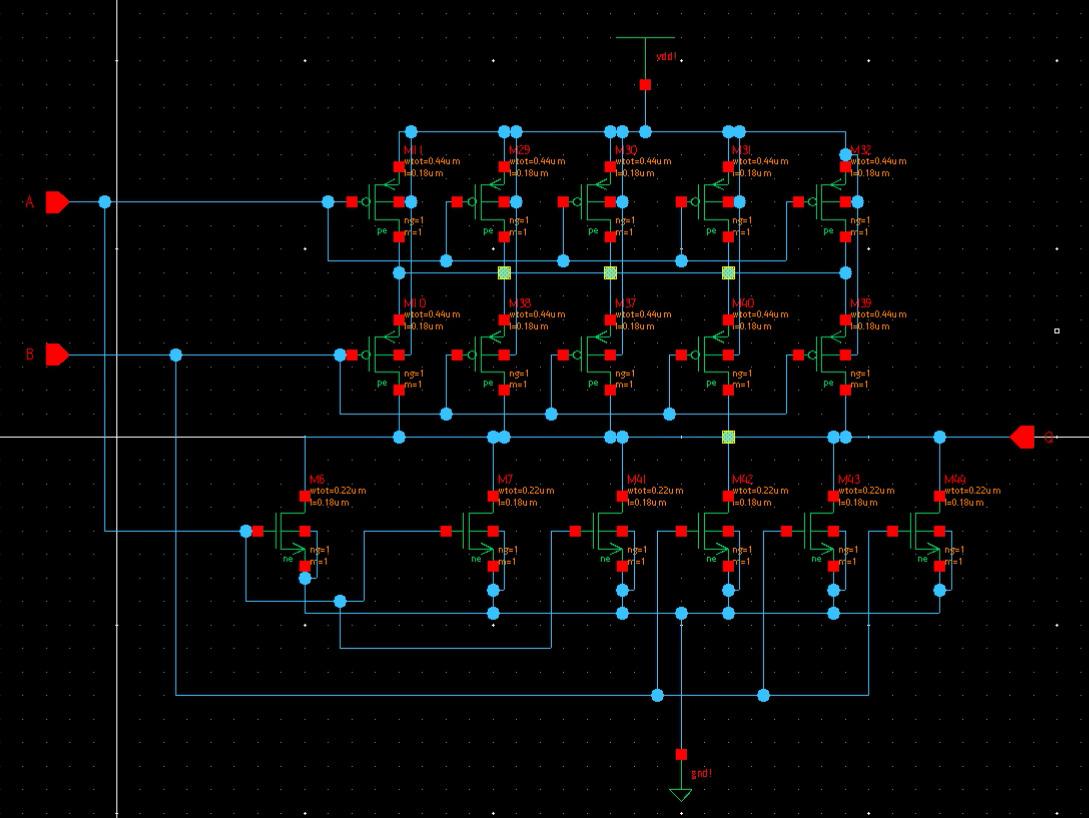 vdd!
M11
wtot=0.44u m
l=0.18u m
ng=1
m=1
pe
M29
wtot=0.44u m
l=0.18u m
ng=1
m=1
pe
M30
wtot=0.44u m
l=0.18u m
ng=1
m=1
pe
M31
wtot=0.44u m
l=0.18u m
ng=1
m=1
pe
M32
wtot=0.44u m
l=0.18u m
ng=1
m=1
pe
A
M10
wtot=0.44u m
l=0.18u m
ng=1
m=1
pe
M38
wtot=0.44u m
l=0.18u m
ng=1
m=1
pe
M37
wtot=0.44u m
l=0.18u m
ng=1
m=1
pe
M40
wtot=0.44u m
l=0.18u m
ng=1
m=1
pe
M39
wtot=0.44u m
l=0.18u m
ng=1
m=1
pe
B
M6
wtot=0.22u m
l=0.18u m
ng=1
m=1
ne
M7
wtot=0.22u m
l=0.18u m
ng=1
m=1
ne
M41
wtot=0.22u m
l=0.18u m
ng=1
m=1
ne
M42
wtot=0.22u m
l=0.18u m
ng=1
m=1
ne
M43
wtot=0.22u m
l=0.18u m
ng=1
m=1
ne
M44
wtot=0.22u m
l=0.18u m
ng=1
m=1
ne
gnd!